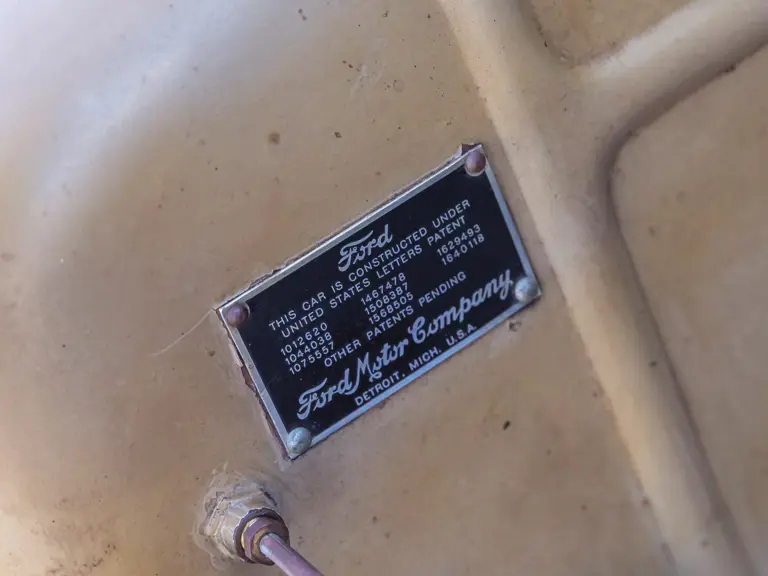 Ford
THIS CAR IS CONSTRUCTED UNDER
UNITED STATES LETTERS PATENT
1012620 1467478 1629493
1044038 1508387 1640118
1075557 1568505
OTHER PATENTS PENDING
Ford Motor Company
DETROIT, MICH. U.S.A.